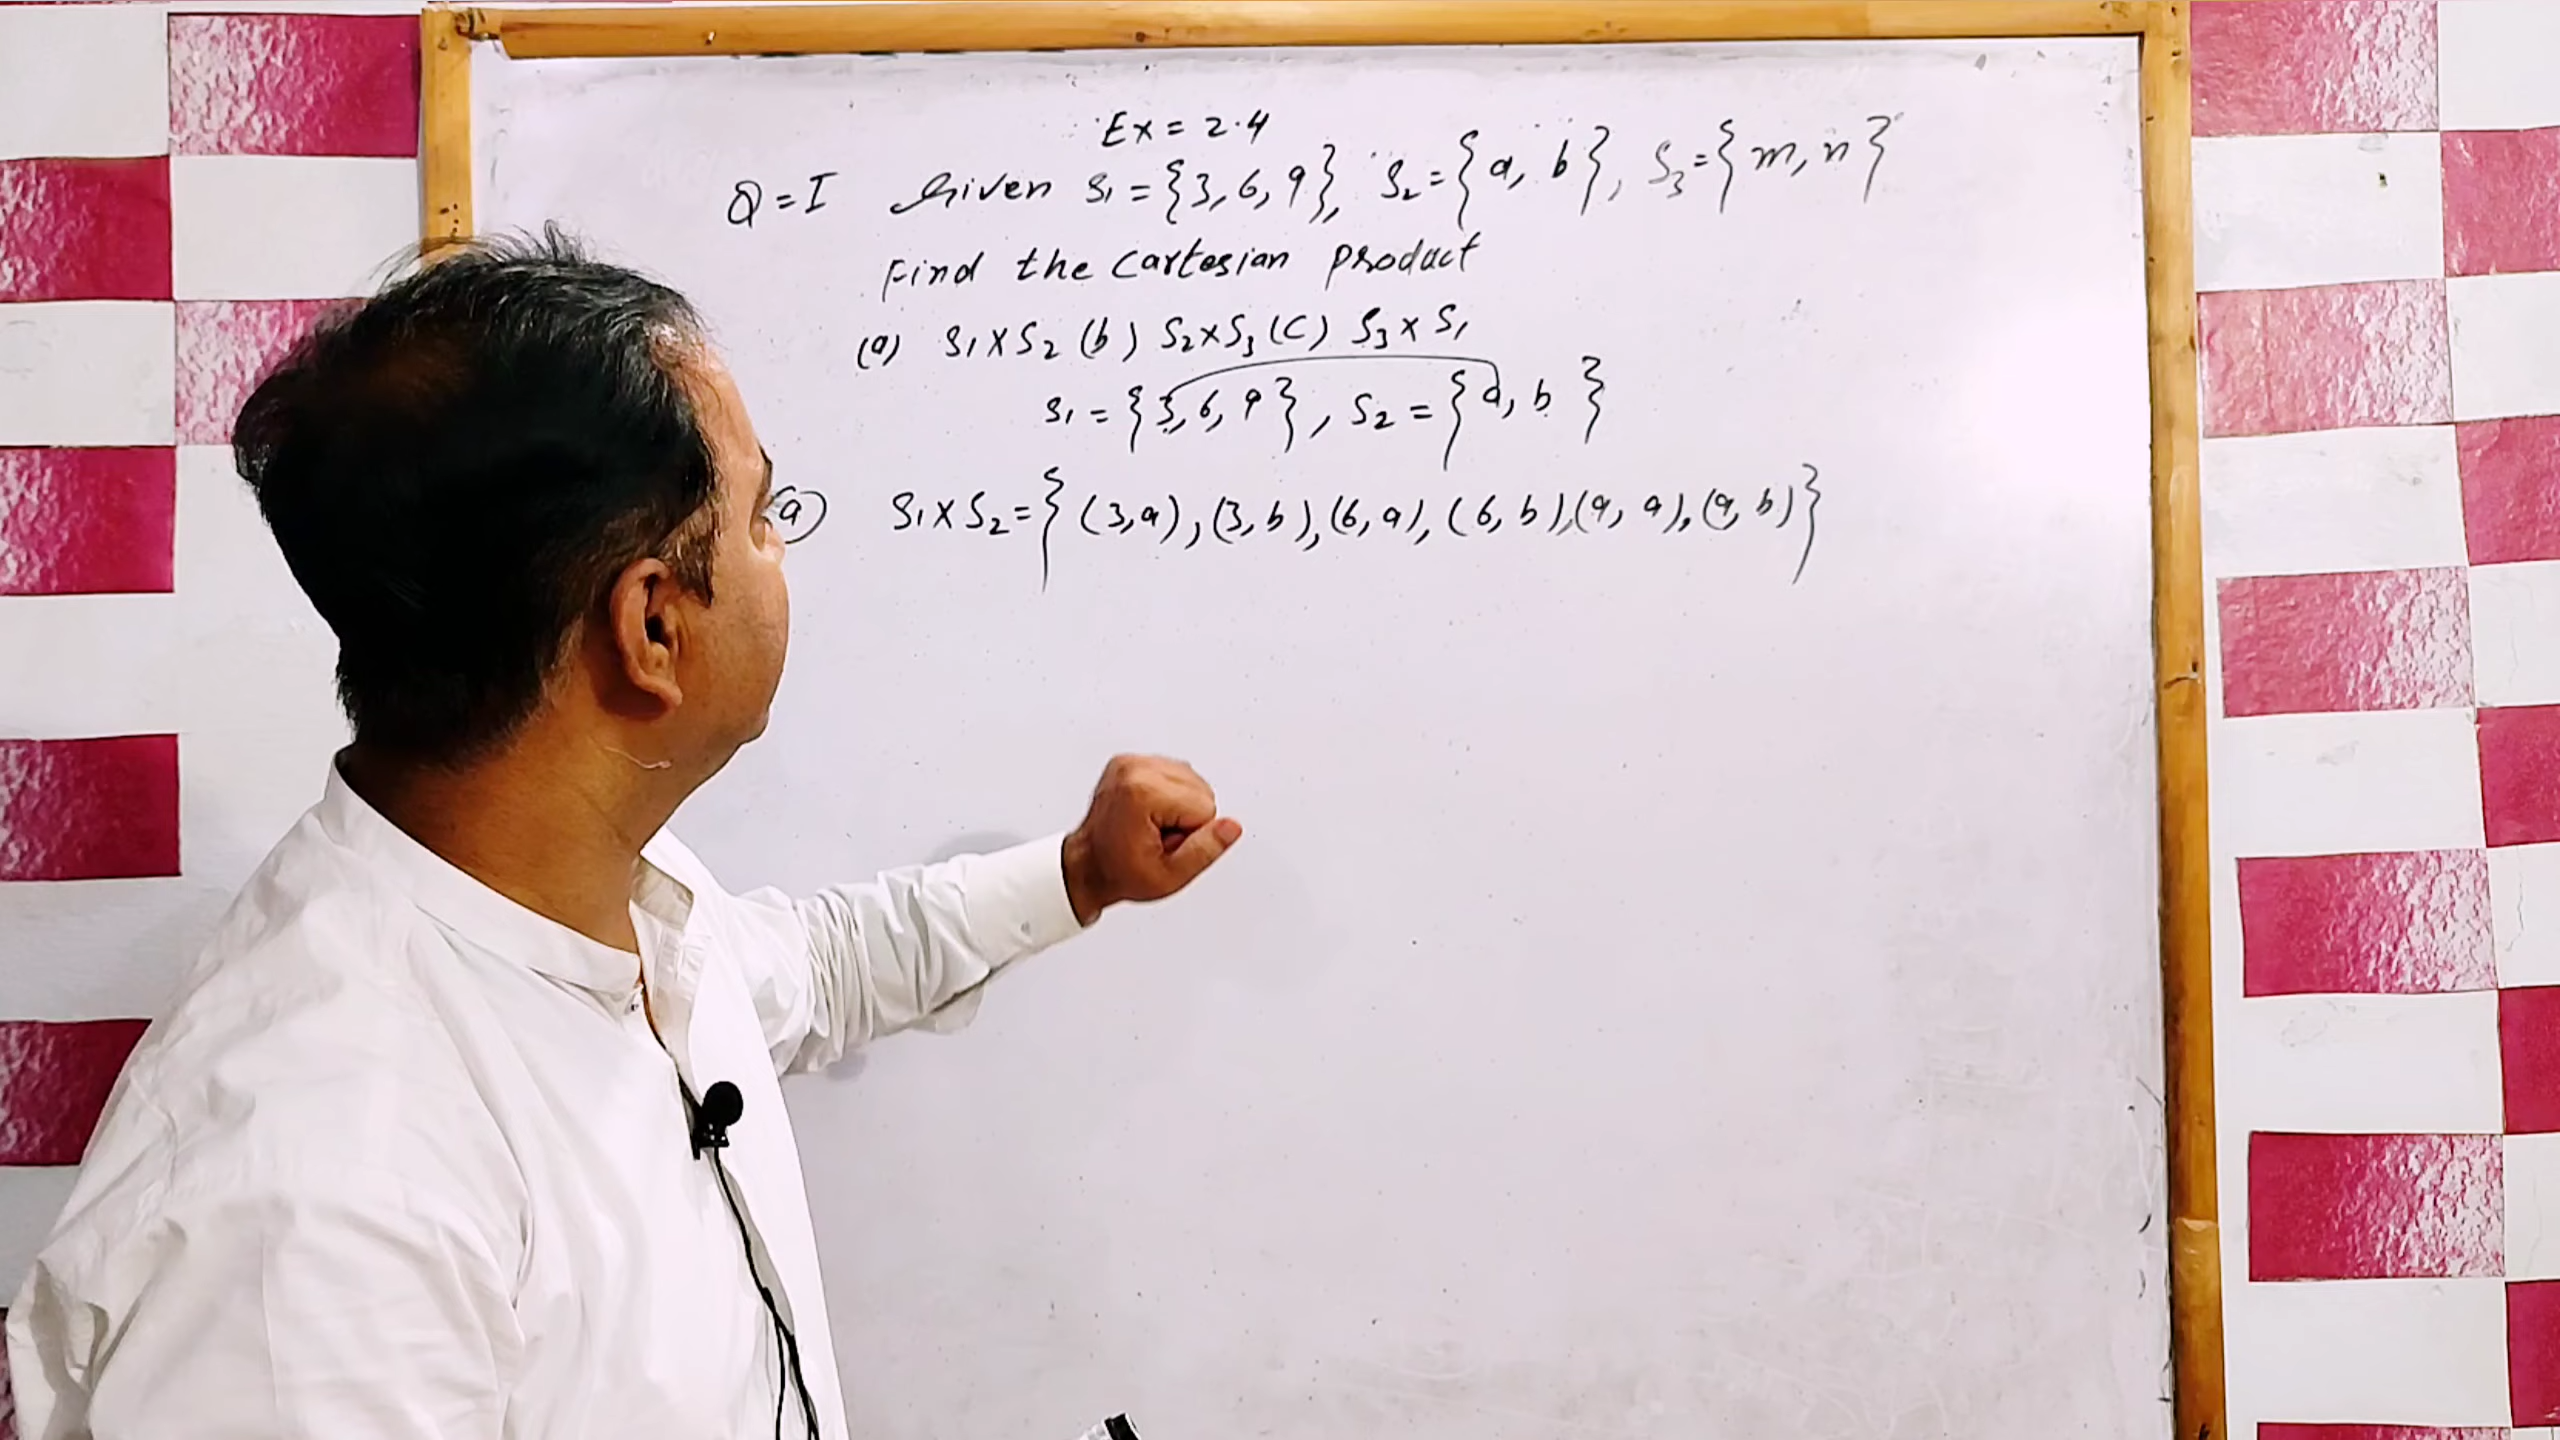 Ex = 2.4
Q = I Given S₁ = {3, 6, 9}, S₂ = {a, b}, S₃ = {m, n}
Find the Cartesian product
(a) S₁ × S₂ (b) S₂ × S₃ (C) S₃ × S₁
S₁ = {3, 6, 9}, S₂ = {a, b}
(a) S₁ × S₂ = {(3, a), (3, b), (6, a), (6, b), (9, a), (9, b)}